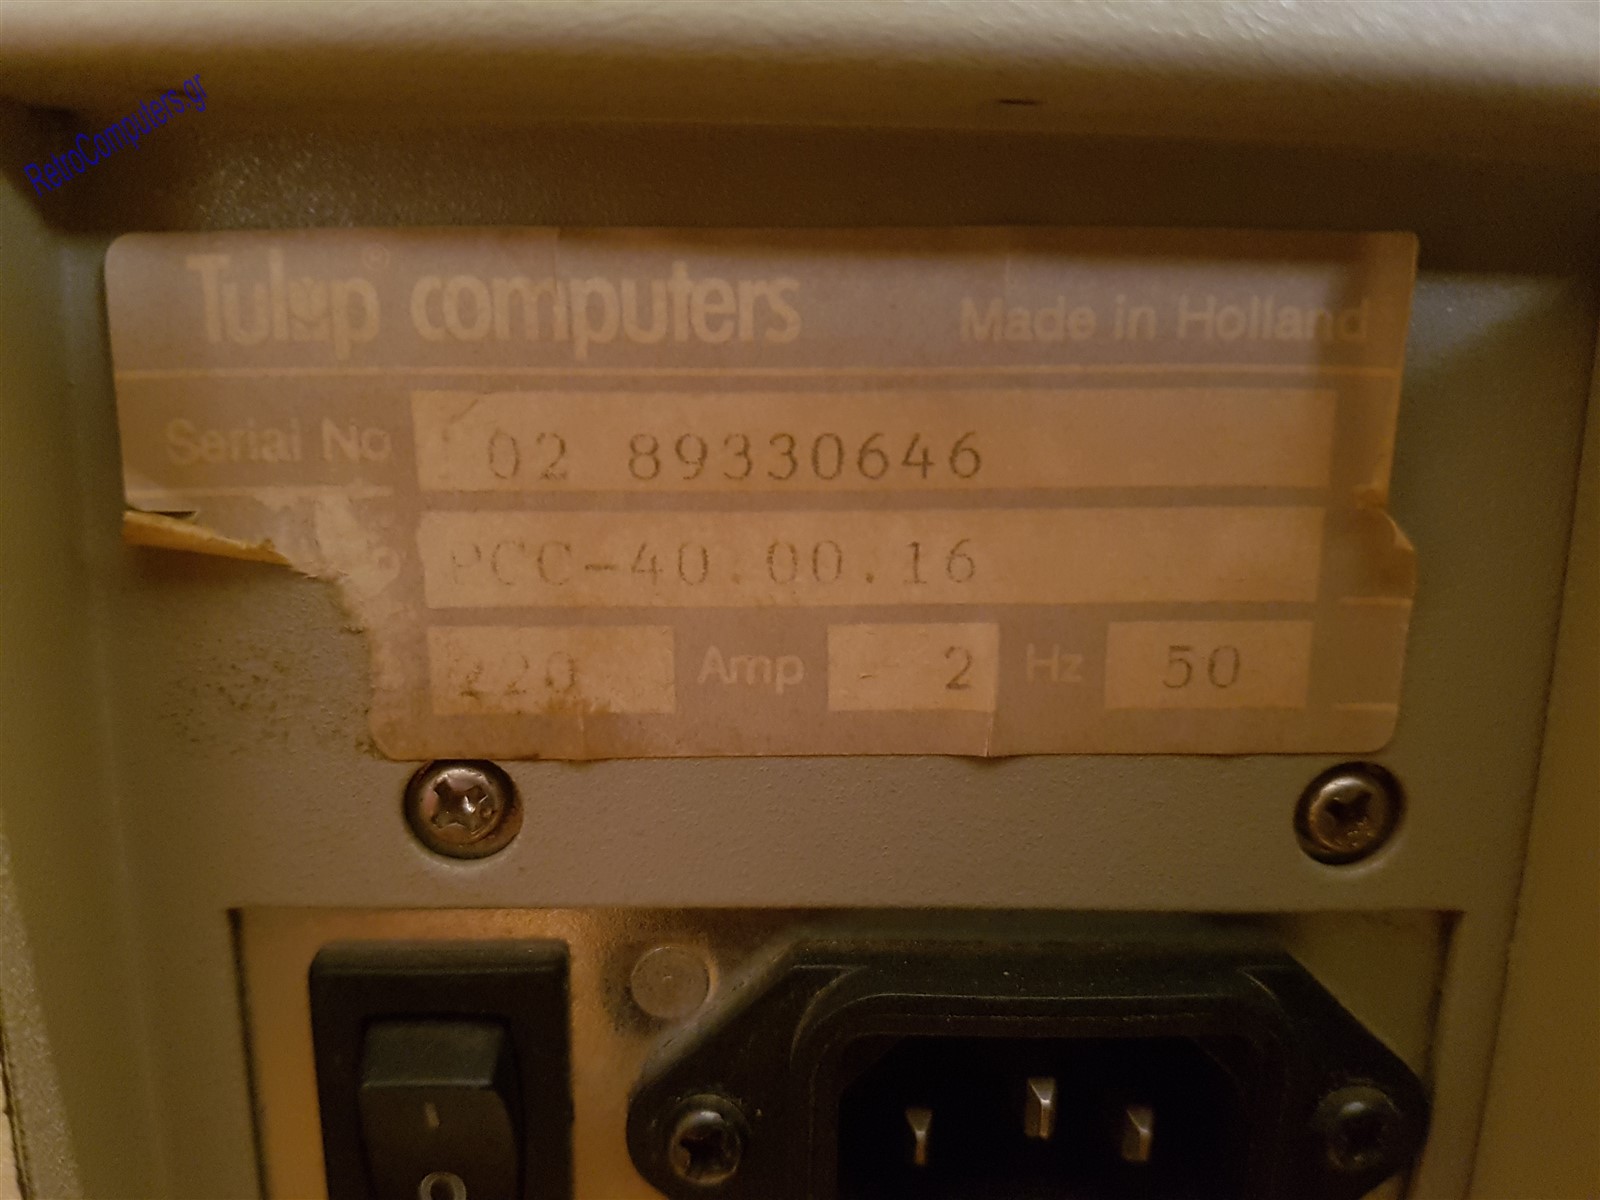 RetroComputers.gr
Tulip® computers Made in Holland
Serial No 02 89330646
PCC-40.00.16
220 Amp 2 Hz 50